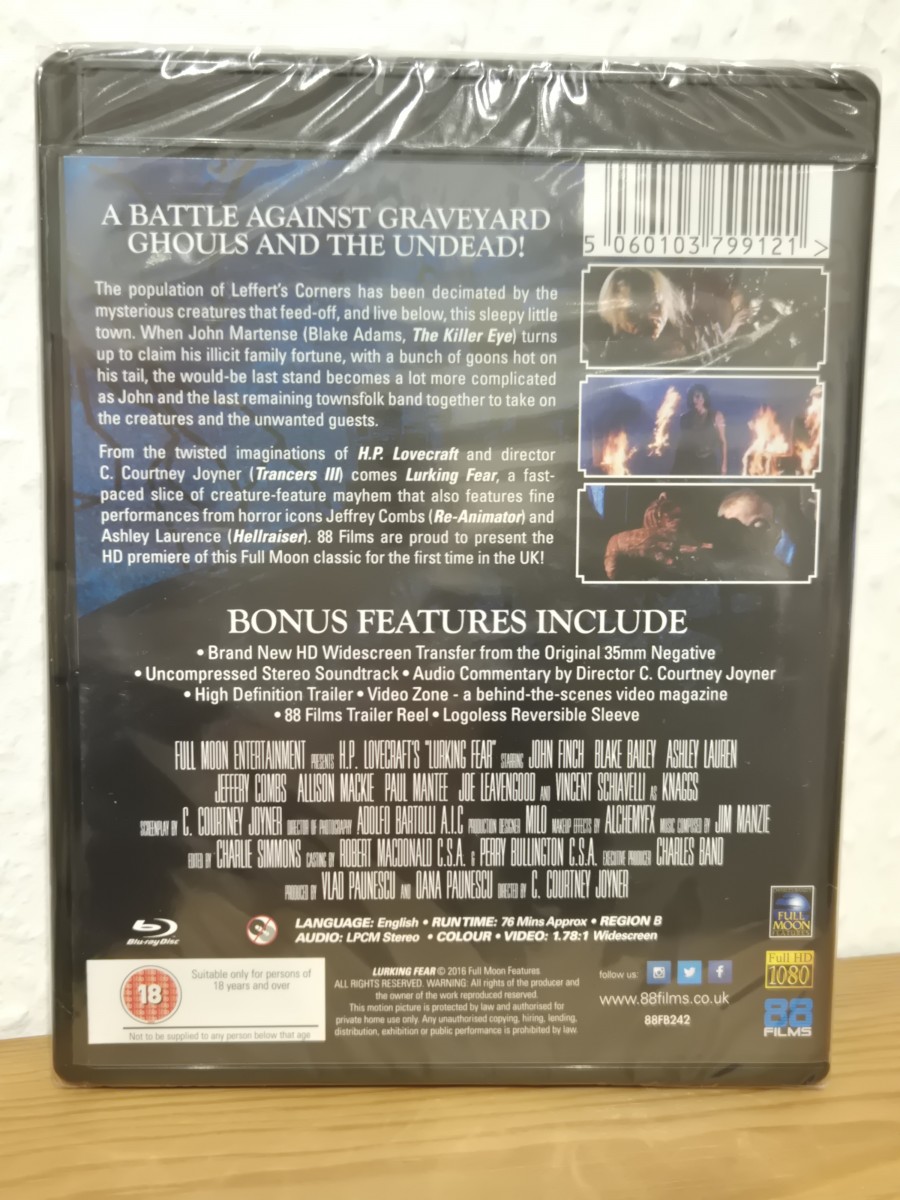 5 060103 799121 >
A BATTLE AGAINST GRAVEYARD
GHOULS AND THE UNDEAD!
The population of Leffert's Corners has been decimated by the
mysterious creatures that feed-off, and live below, this sleepy little
town. When John Martense (Blake Adams, The Killer Eye) turns
up to claim his illicit family fortune, with a bunch of goons hot on
his tail, the would-be last stand becomes a lot more complicated
as John and the last remaining townsfolk band together to take on
the creatures and the unwanted guests.
From the twisted imaginations of H.P. Lovecraft and director
C. Courtney Joyner (Trancers III) comes Lurking Fear, a fast-
paced slice of creature-feature mayhem that also features fine
performances from horror icons Jeffrey Combs (Re-Animator) and
Ashley Laurence (Hellraiser). 88 Films are proud to present the
HD premiere of this Full Moon classic for the first time in the UK!
BONUS FEATURES INCLUDE
• Brand New HD Widescreen Transfer from the Original 35mm Negative
• Uncompressed Stereo Soundtrack • Audio Commentary by Director C. Courtney Joyner
• High Definition Trailer • Video Zone - a behind-the-scenes video magazine
• 88 Films Trailer Reel • Logoless Reversible Sleeve
FULL MOON ENTERTAINMENT PRESENTS H.P. LOVECRAFT'S "LURKING FEAR" STARRING JOHN FINCH BLAKE BAILEY ASHLEY LAUREN
JEFFERY COMBS ALLISON MACKIE PAUL MANTEE JOE LEAVENGOOD AND VINCENT SCHIAVELLI AS KNAGGS
SCREENPLAY BY C. COURTNEY JOYNER DIRECTOR OF PHOTOGRAPHY ADOLFO BARTOLLI A.I.C PRODUCTION DESIGNER MILO MAKEUP EFFECTS BY ALCHEMYFX MUSIC COMPOSED BY JIM MANZIE
EDITED BY CHARLIE SIMMONS CASTING BY ROBERT MACDONALD C.S.A. & PERRY BULLINGTON C.S.A. EXECUTIVE PRODUCER CHARLES BAND
PRODUCED BY VLAD PAUNESCU AND OANA PAUNESCU DIRECTED BY C. COURTNEY JOYNER
Blu-ray Disc
LANGUAGE: English • RUNTIME: 76 Mins Approx • REGION B
AUDIO: LPCM Stereo • COLOUR • VIDEO: 1.78:1 Widescreen
FULL
MOON
FEATURES
Full HD
1080
88
FILMS
18
Suitable only for persons of
18 years and over
Not to be supplied to any person below that age
LURKING FEAR © 2016 Full Moon Features
ALL RIGHTS RESERVED. WARNING: All rights of the producer and
the owner of the work reproduced reserved.
This motion picture is protected by law and authorised for
private home use only. Any unauthorised copying, hiring, lending,
distribution, exhibition or public performance is prohibited by law.
follow us:
www.88films.co.uk
88FB242